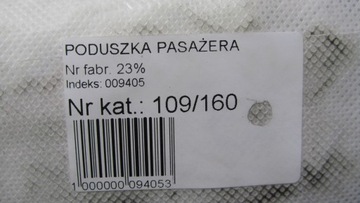 PODUSZKA PASAŻERA
Nr fabr. 23%
Indeks: 009405
Nr kat.: 109/160
1 000000 094053